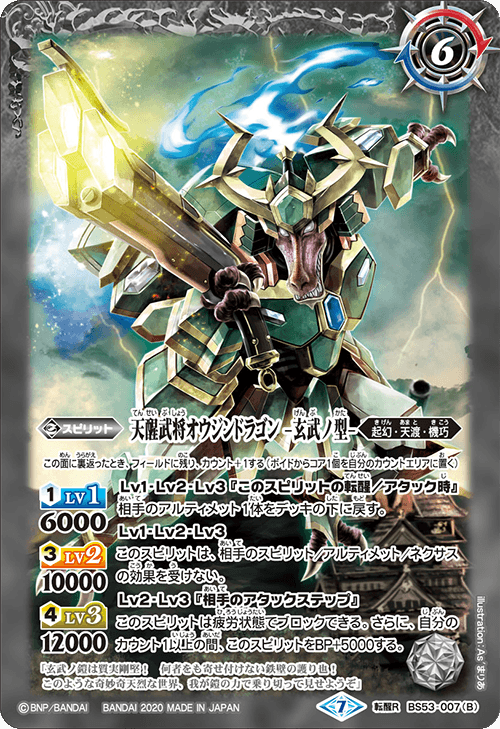 6
スピリット
天醒武将オウジンドラゴン -玄武ノ型-
起幻・天渡・機巧
この面に裏返ったとき、フィールドに残り、カウント+1する(ボイドからコア1個を自分のカウントエリアに置く)
1 LV1 6000
Lv1・Lv2・Lv3『このスピリットの転醒/アタック時』
相手のアルティメット1体をデッキの下に戻す。
Lv1・Lv2・Lv3
3 LV2 10000
このスピリットは、相手のスピリット/アルティメット/ネクサス
の効果を受けない。
Lv2・Lv3『相手のアタックステップ』
4 LV3 12000
このスピリットは疲労状態でブロックできる。さらに、自分の
カウント1以上の間、このスピリットをBP+5000する。
「玄武ノ鎧は質実剛堅! 何者をも寄せ付けない鉄壁の護り也!
このような奇妙奇天烈な世界、我が鎧の力で乗り切って見せようぞ」
illustration:As'まりあ
©BNP/BANDAI BANDAI 2020 MADE IN JAPAN
7
転醒R BS53-007(B)